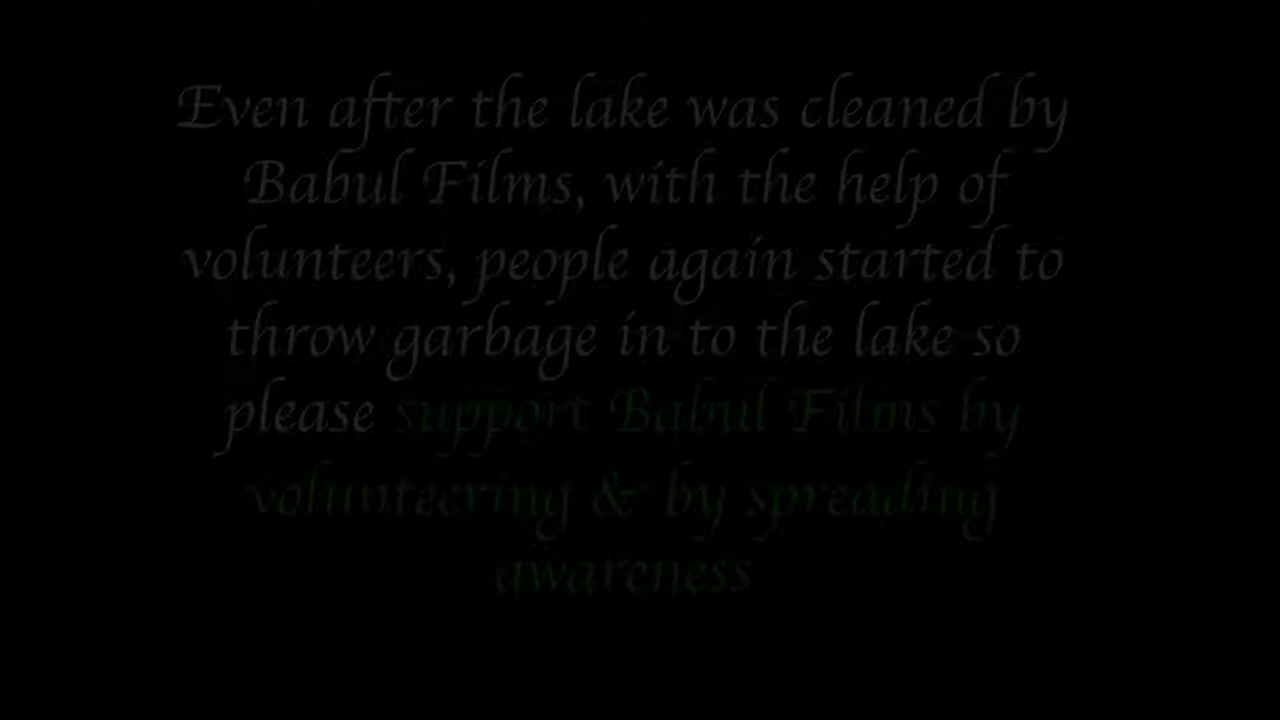 Even after the lake was cleaned by
Babul Films, with the help of
volunteers, people again started to
throw garbage in to the lake so
please support Babul Films by
volunteering & by spreading
awareness